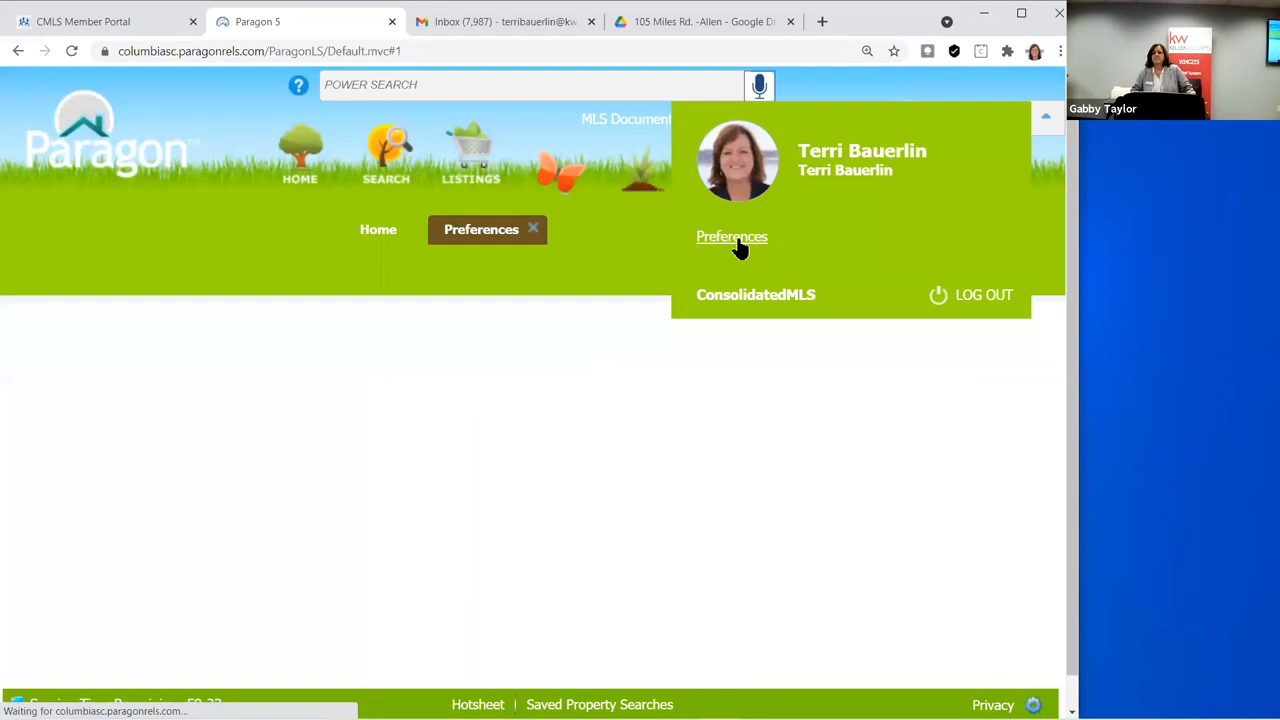 CMLS Member Portal
Paragon 5
Inbox (7,987) - terribauerlin@kw.
105 Miles Rd. -Allen - Google Dr
columbiasc.paragonrels.com/ParagonLS/Default.mvc#1
kw
KELLER WILLIAMS
Gabby Taylor
POWER SEARCH
MLS Document
Paragon
HOME
SEARCH
LISTINGS
Terri Bauerlin
Terri Bauerlin
Home
Preferences
Preferences
ConsolidatedMLS
LOG OUT
Hotsheet
Saved Property Searches
Privacy
Waiting for columbiasc.paragonrels.com...